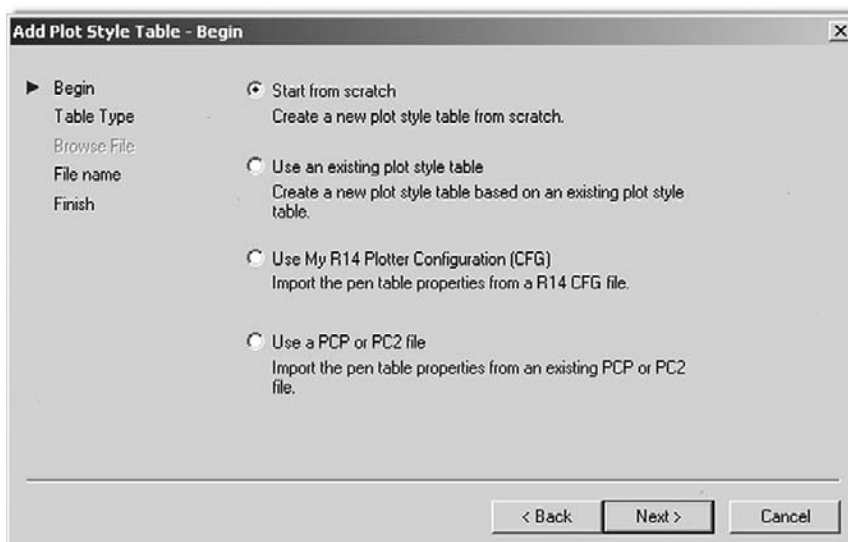 Add Plot Style Table - Begin
Begin
Table Type
Browse File
File name
Finish
Start from scratch
Create a new plot style table from scratch.
Use an existing plot style table
Create a new plot style table based on an existing plot style
table.
Use My R14 Plotter Configuration (CFG)
Import the pen table properties from a R14 CFG file.
Use a PCP or PC2 file
Import the pen table properties from an existing PCP or PC2
file.
< Back
Next >
Cancel